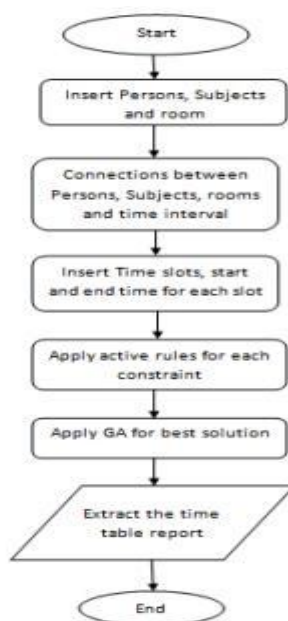 Start
Insert Persons, Subjects
and room
Connections between
Persons, Subjects, rooms
and time interval
Insert Time slots, start
and end time for each slot
Apply active rules for each
constraint
Apply GA for best solution
Extract the time
table report
End